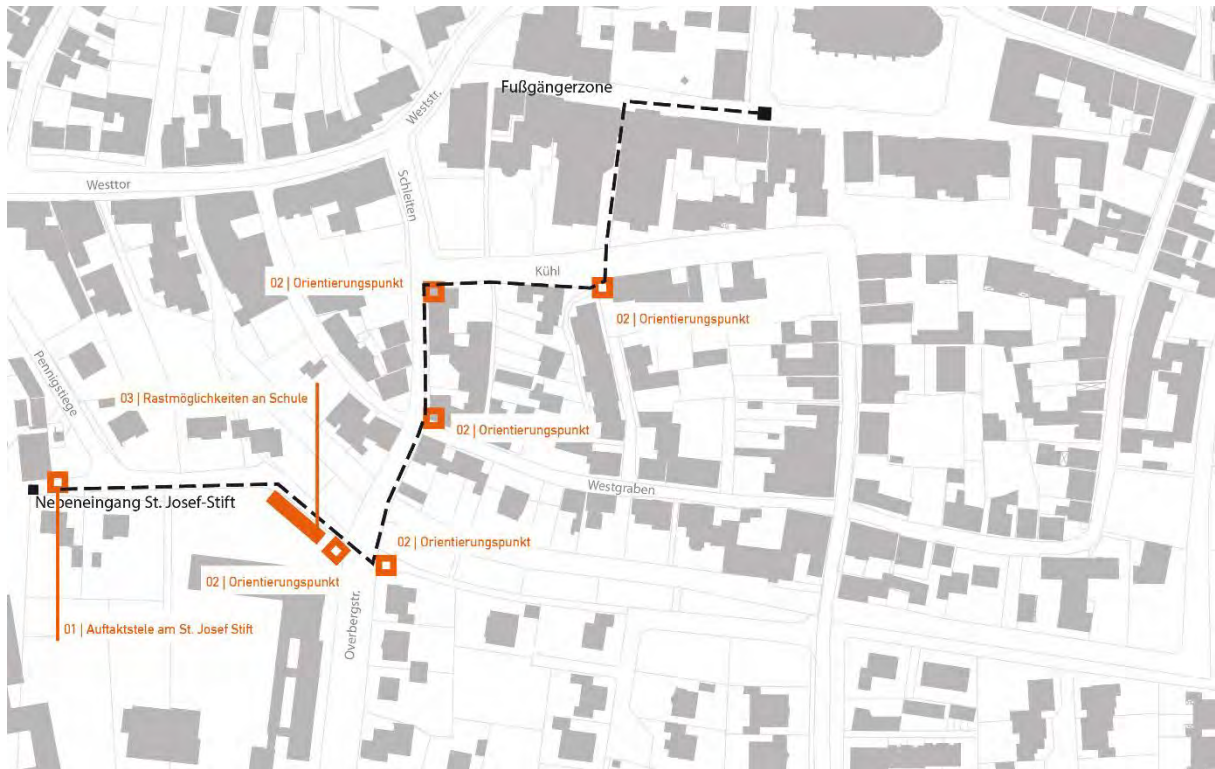 Fußgängerzone
Weststr.
Westtor
Schleiten
Kühl
02 | Orientierungspunkt
02 | Orientierungspunkt
Pennigstiege
03 | Rastmöglichkeiten an Schule
02 | Orientierungspunkt
Westgraben
Nebeneingang St. Josef-Stift
02 | Orientierungspunkt
02 | Orientierungspunkt
Overbergstr.
01 | Auftaktstele am St. Josef Stift